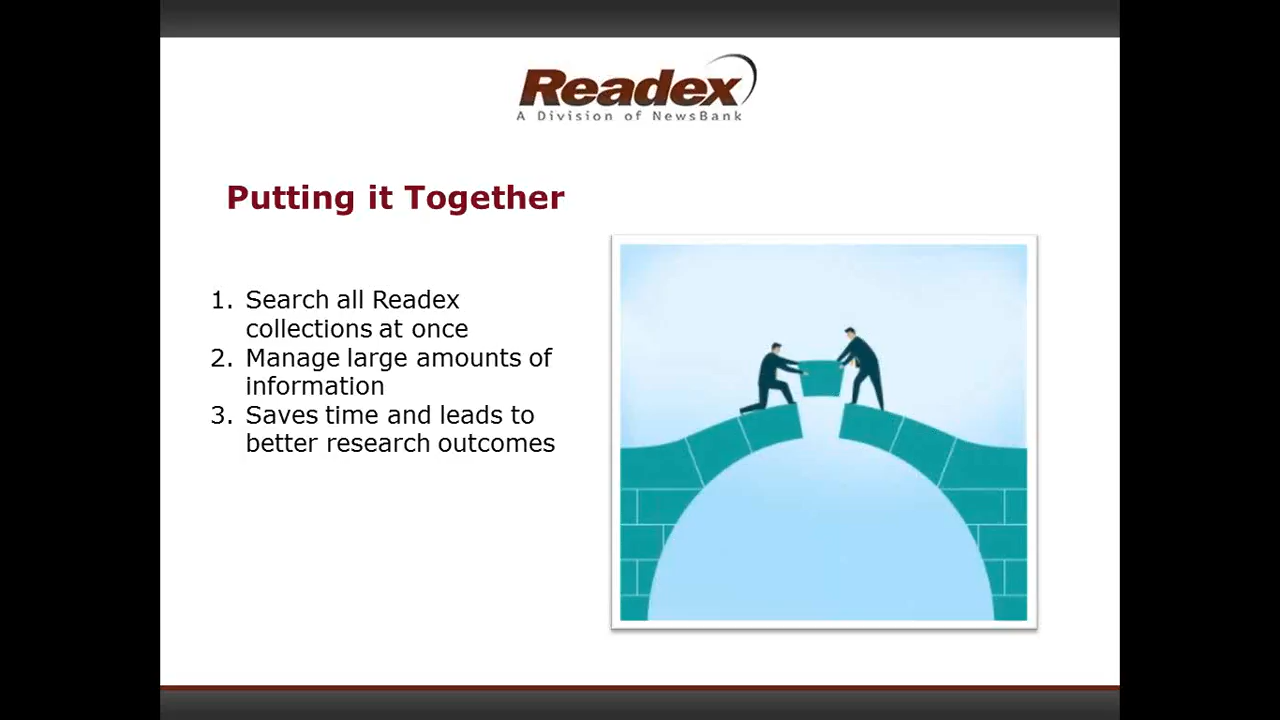 Readex
A Division of NewsBank
Putting it Together
1. Search all Readex
collections at once
2. Manage large amounts of
information
3. Saves time and leads to
better research outcomes